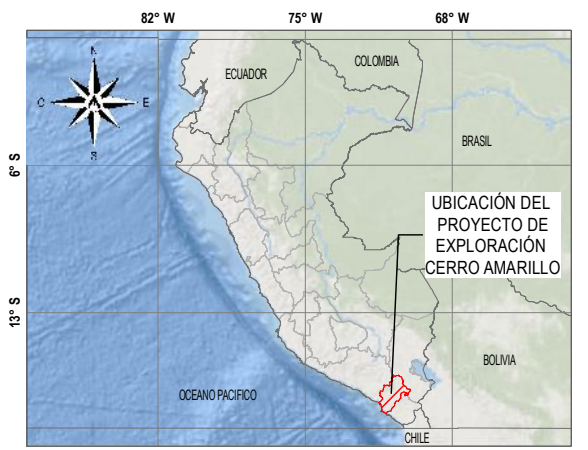 82° W 75° W 68° W
COLOMBIA
ECUADOR
N
O E
S
BRASIL
6° S
UBICACIÓN DEL
PROYECTO DE
EXPLORACIÓN
CERRO AMARILLO
13° S
BOLIVIA
OCEANO PACIFICO
CHILE